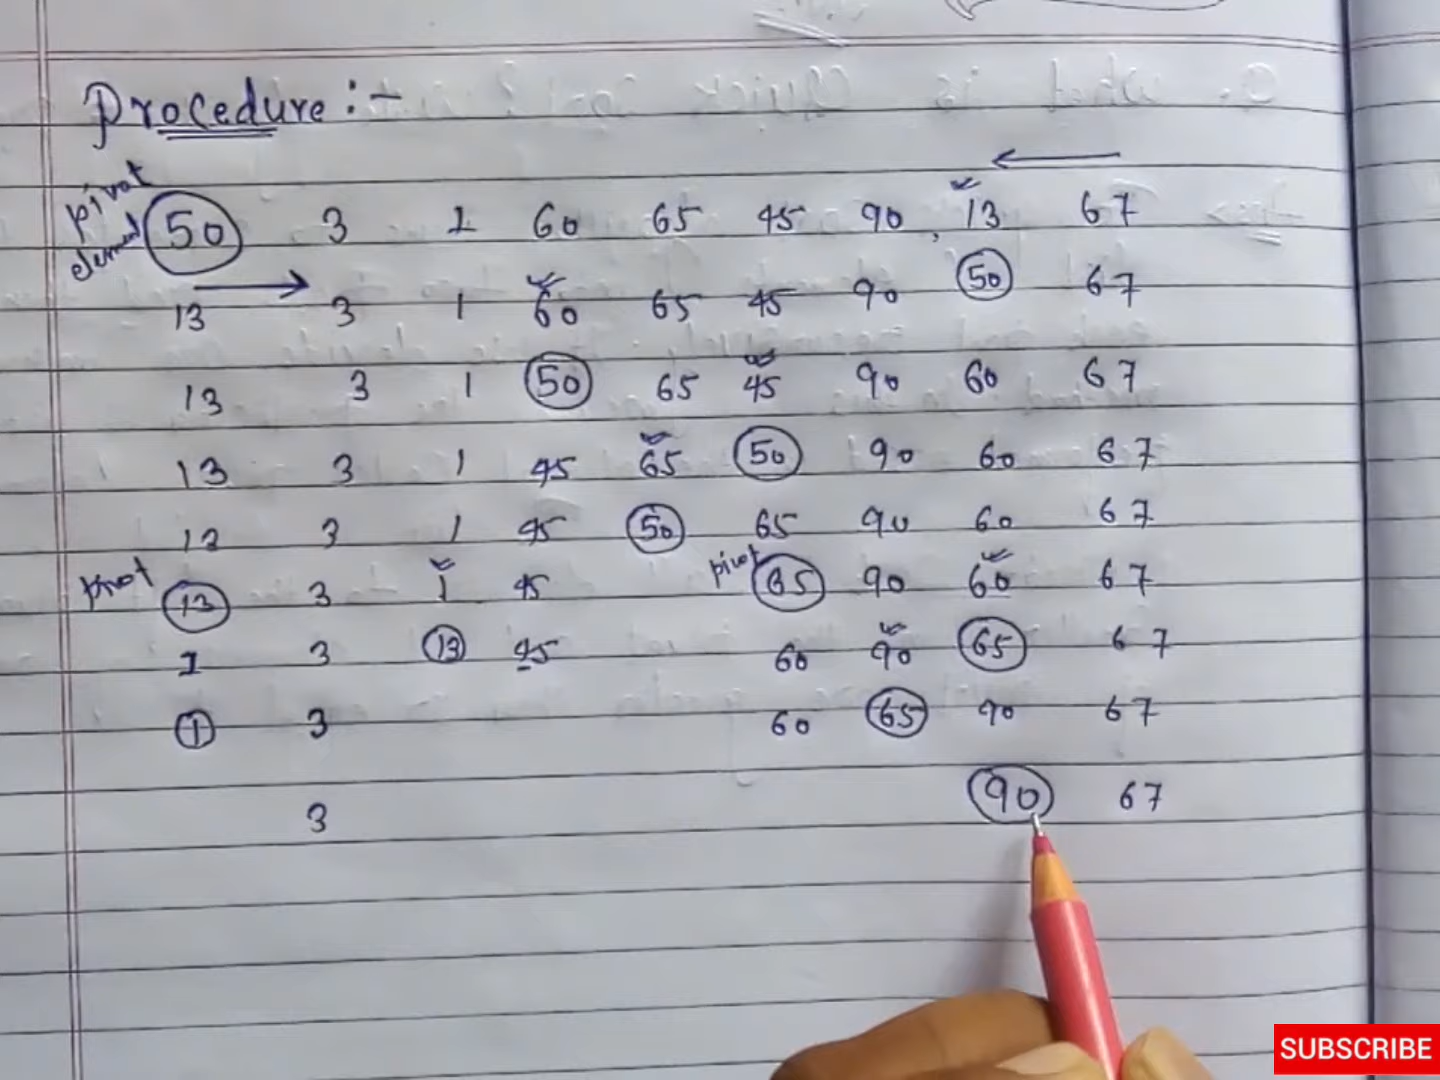 Procedure :-
pivot
element
50 3 1 60 65 45 90, 13 67
13 3 1 60 65 45 90 50 67
13 3 1 50 65 45 90 60 67
13 3 1 45 65 50 90 60 67
13 3 1 45 50 65 90 60 67
pivot 13 3 1 45 pivot 65 90 60 67
1 3 13 45 60 90 65 67
1 3 60 65 90 67
3 90 67
SUBSCRIBE